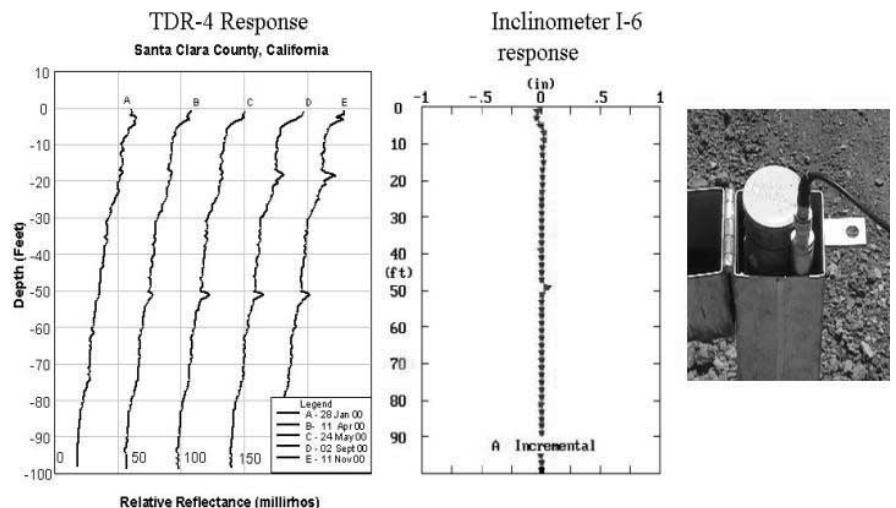 TDR-4 Response
Santa Clara County, California
10
0
-10
-20
-30
-40
-50
-60
-70
-80
-90
-100
Depth (Feet)
A
B
C
D
E
0
50
100
150
Legend
A - 28 Jan 00
B - 11 Apr 00
C - 24 May 00
D - 02 Sept 00
E - 11 Nov 00
Relative Reflectance (millirhos)
Inclinometer I-6
response
(in)
-1
-.5
0
.5
1
0
10
20
30
40
(ft)
50
60
70
80
90
A Incremental